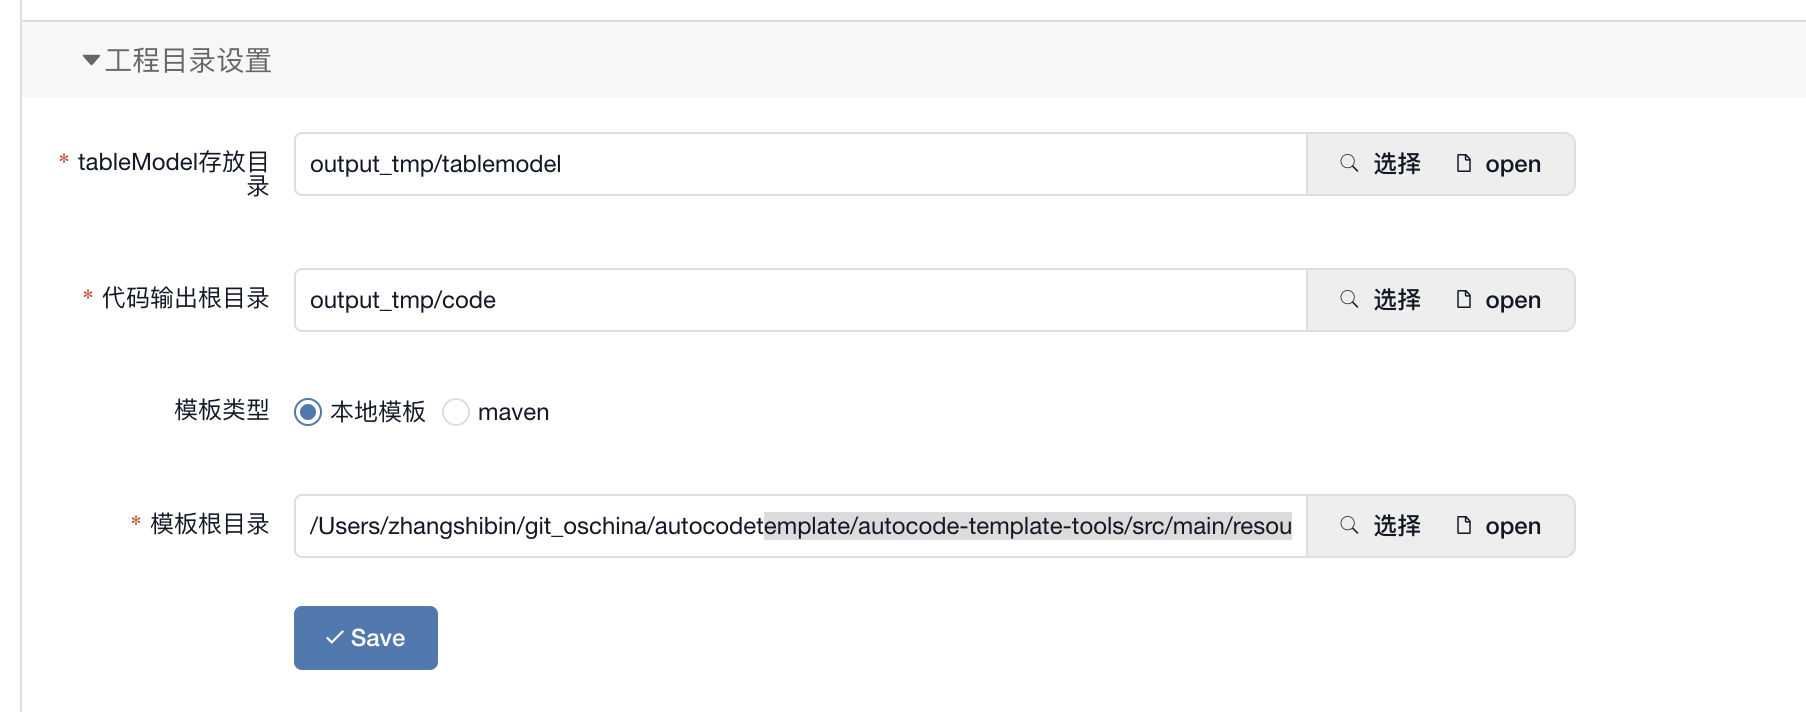 工程目录设置
* tableModel存放目
录
output_tmp/tablemodel
选择 open
* 代码输出根目录
output_tmp/code
选择 open
模板类型
本地模板 maven
* 模板根目录
/Users/zhangshibin/git_oschina/autocodetemplate/autocode-template-tools/src/main/resou
选择 open
Save